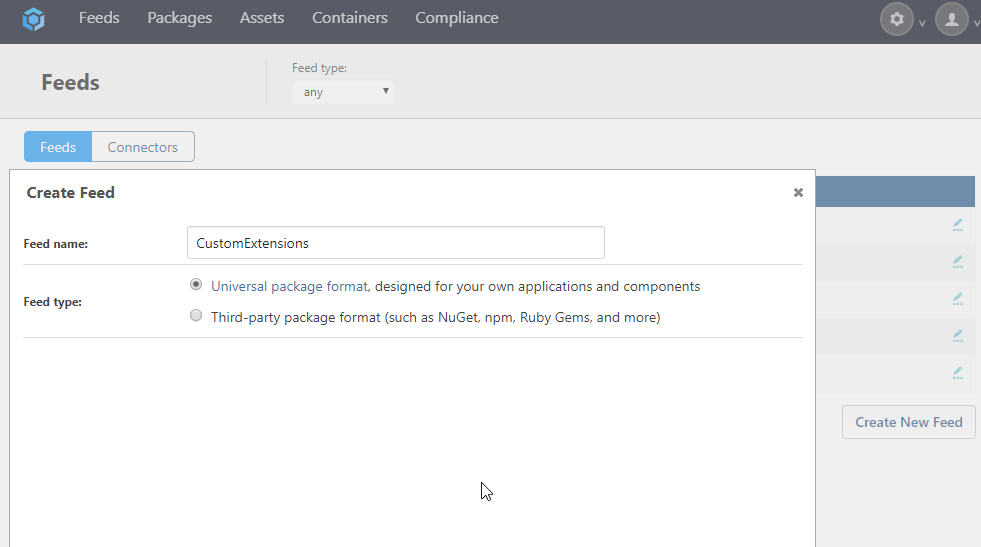 Feeds Packages Assets Containers Compliance
Feeds
Feed type:
any
Feeds Connectors
Create Feed
Feed name: CustomExtensions
Feed type:
Universal package format, designed for your own applications and components
Third-party package format (such as NuGet, npm, Ruby Gems, and more)
Create New Feed